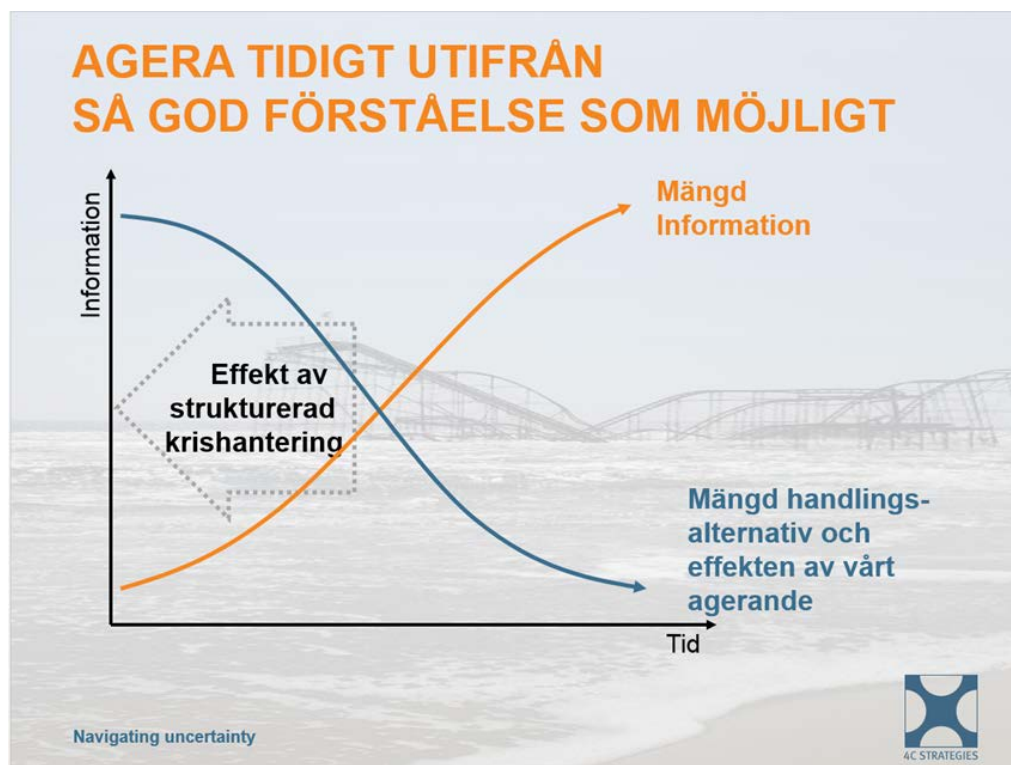 AGERA TIDIGT UTIFRÅN
SÅ GOD FÖRSTÅELSE SOM MÖJLIGT
Information
Mängd
Information
Effekt av
strukturerad
krishantering
Mängd handlings-
alternativ och
effekten av vårt
agerande
Tid
Navigating uncertainty
4C STRATEGIES